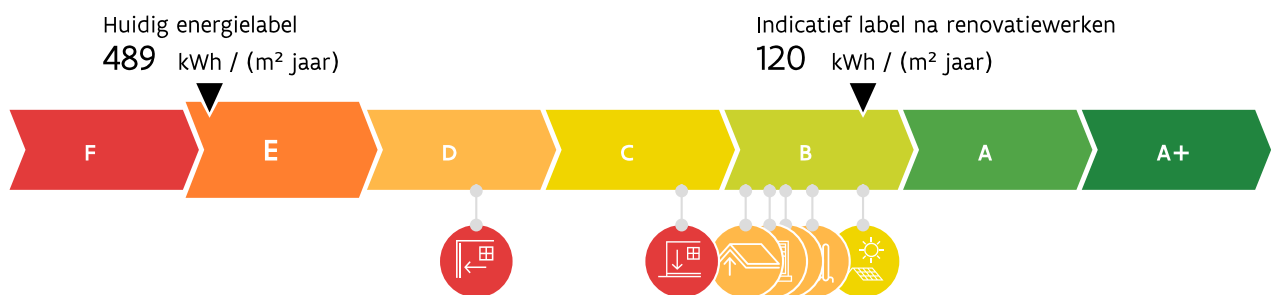 Huidig energielabel
489 kWh / (m² jaar)
Indicatief label na renovatiewerken
120 kWh / (m² jaar)
F E D C B A A+